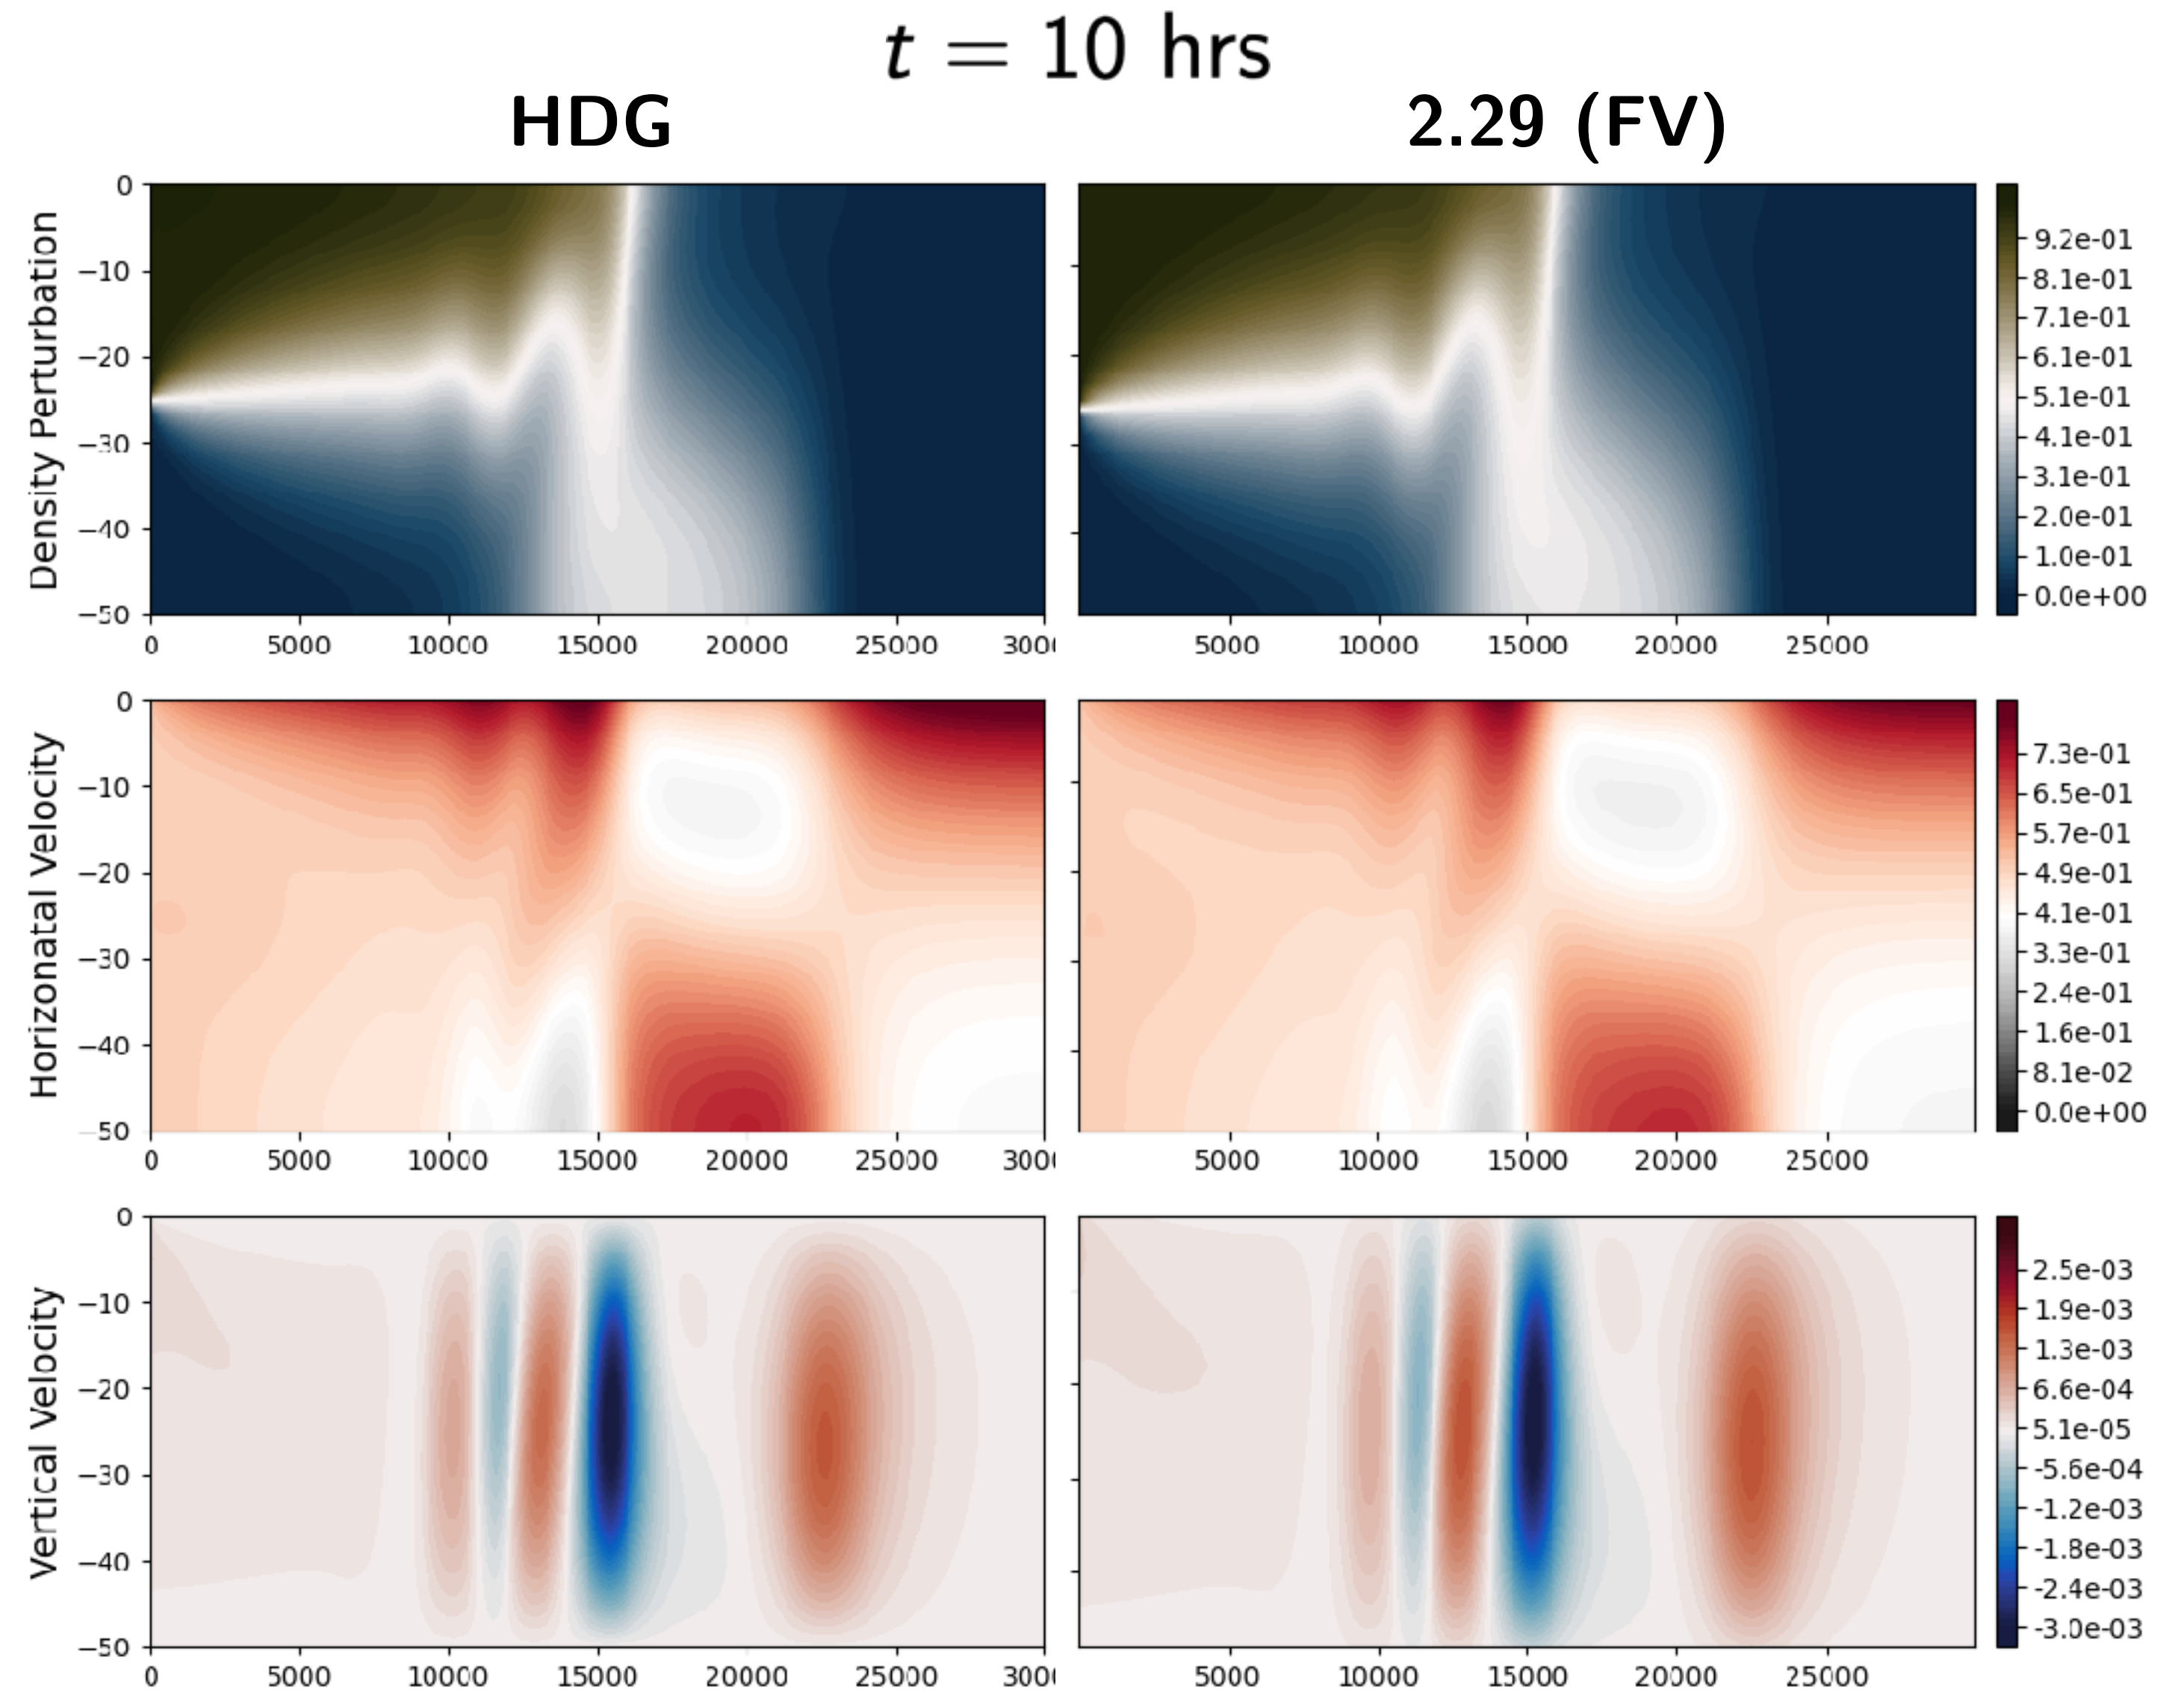 t = 10 hrs
HDG
2.29 (FV)
Density Perturbation
0
−10
−20
−30
−40
−50
0 5000 10000 15000 20000 25000
5000 10000 15000 20000 25000
9.2e-01
8.1e-01
7.1e-01
6.1e-01
5.1e-01
4.1e-01
3.1e-01
2.0e-01
1.0e-01
0.0e+00
Horizonatal Velocity
0
−10
−20
−30
−40
−50
0 5000 10000 15000 20000 25000
5000 10000 15000 20000 25000
7.3e-01
6.5e-01
5.7e-01
4.9e-01
4.1e-01
3.3e-01
2.4e-01
1.6e-01
8.1e-02
0.0e+00
Vertical Velocity
0
−10
−20
−30
−40
−50
0 5000 10000 15000 20000 25000
5000 10000 15000 20000 25000
2.5e-03
1.9e-03
1.3e-03
6.6e-04
5.1e-05
-5.6e-04
-1.2e-03
-1.8e-03
-2.4e-03
-3.0e-03